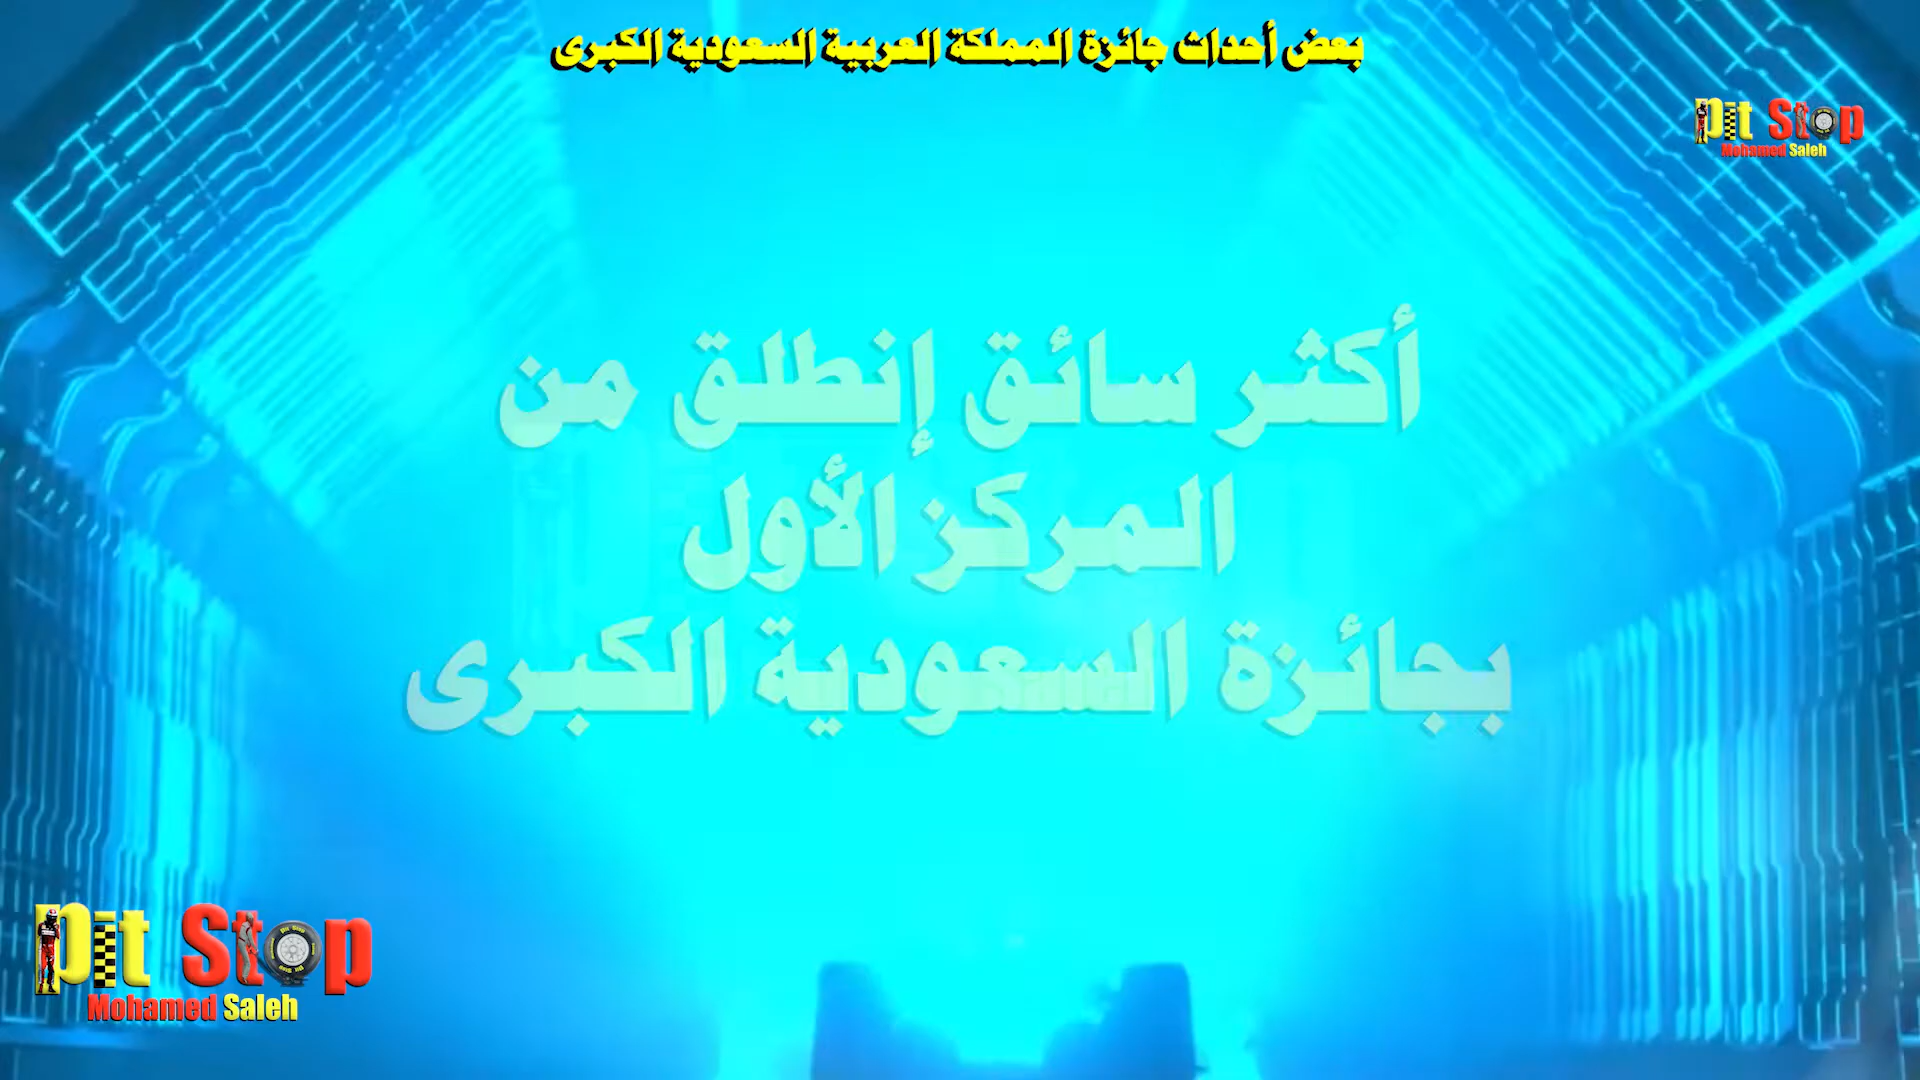 بعض أحداث جائزة المملكة العربية السعودية الكبرى
Pit Stop
Mohamed Saleh
أكثر سائق إنطلق من
المركز الأول
بجائزة السعودية الكبرى
Pit Stop
Mohamed Saleh